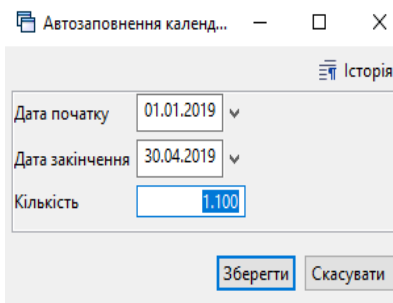 Автозаповнення календ...
Історія
Дата початку 01.01.2019
Дата закінчення 30.04.2019
Кількість 1.100
Зберегти Скасувати